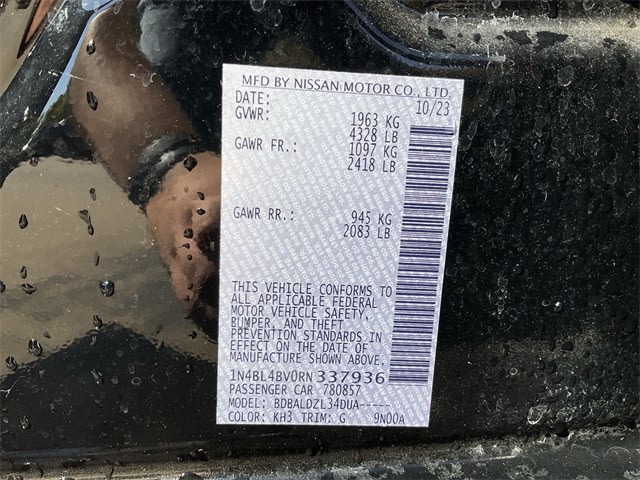 MFD BY NISSAN MOTOR CO., LTD.
DATE: 10/23
GVWR: 1963 KG
4328 LB
GAWR FR.: 1097 KG
2418 LB
GAWR RR.: 945 KG
2083 LB
THIS VEHICLE CONFORMS TO
ALL APPLICABLE FEDERAL
MOTOR VEHICLE SAFETY,
BUMPER, AND THEFT
PREVENTION STANDARDS IN
EFFECT ON THE DATE OF
MANUFACTURE SHOWN ABOVE.
1N4BL4BV0RN337936
PASSENGER CAR 780857
MODEL: BDBALDZL34DUA-----
COLOR: KH3 TRIM: G 9N00A